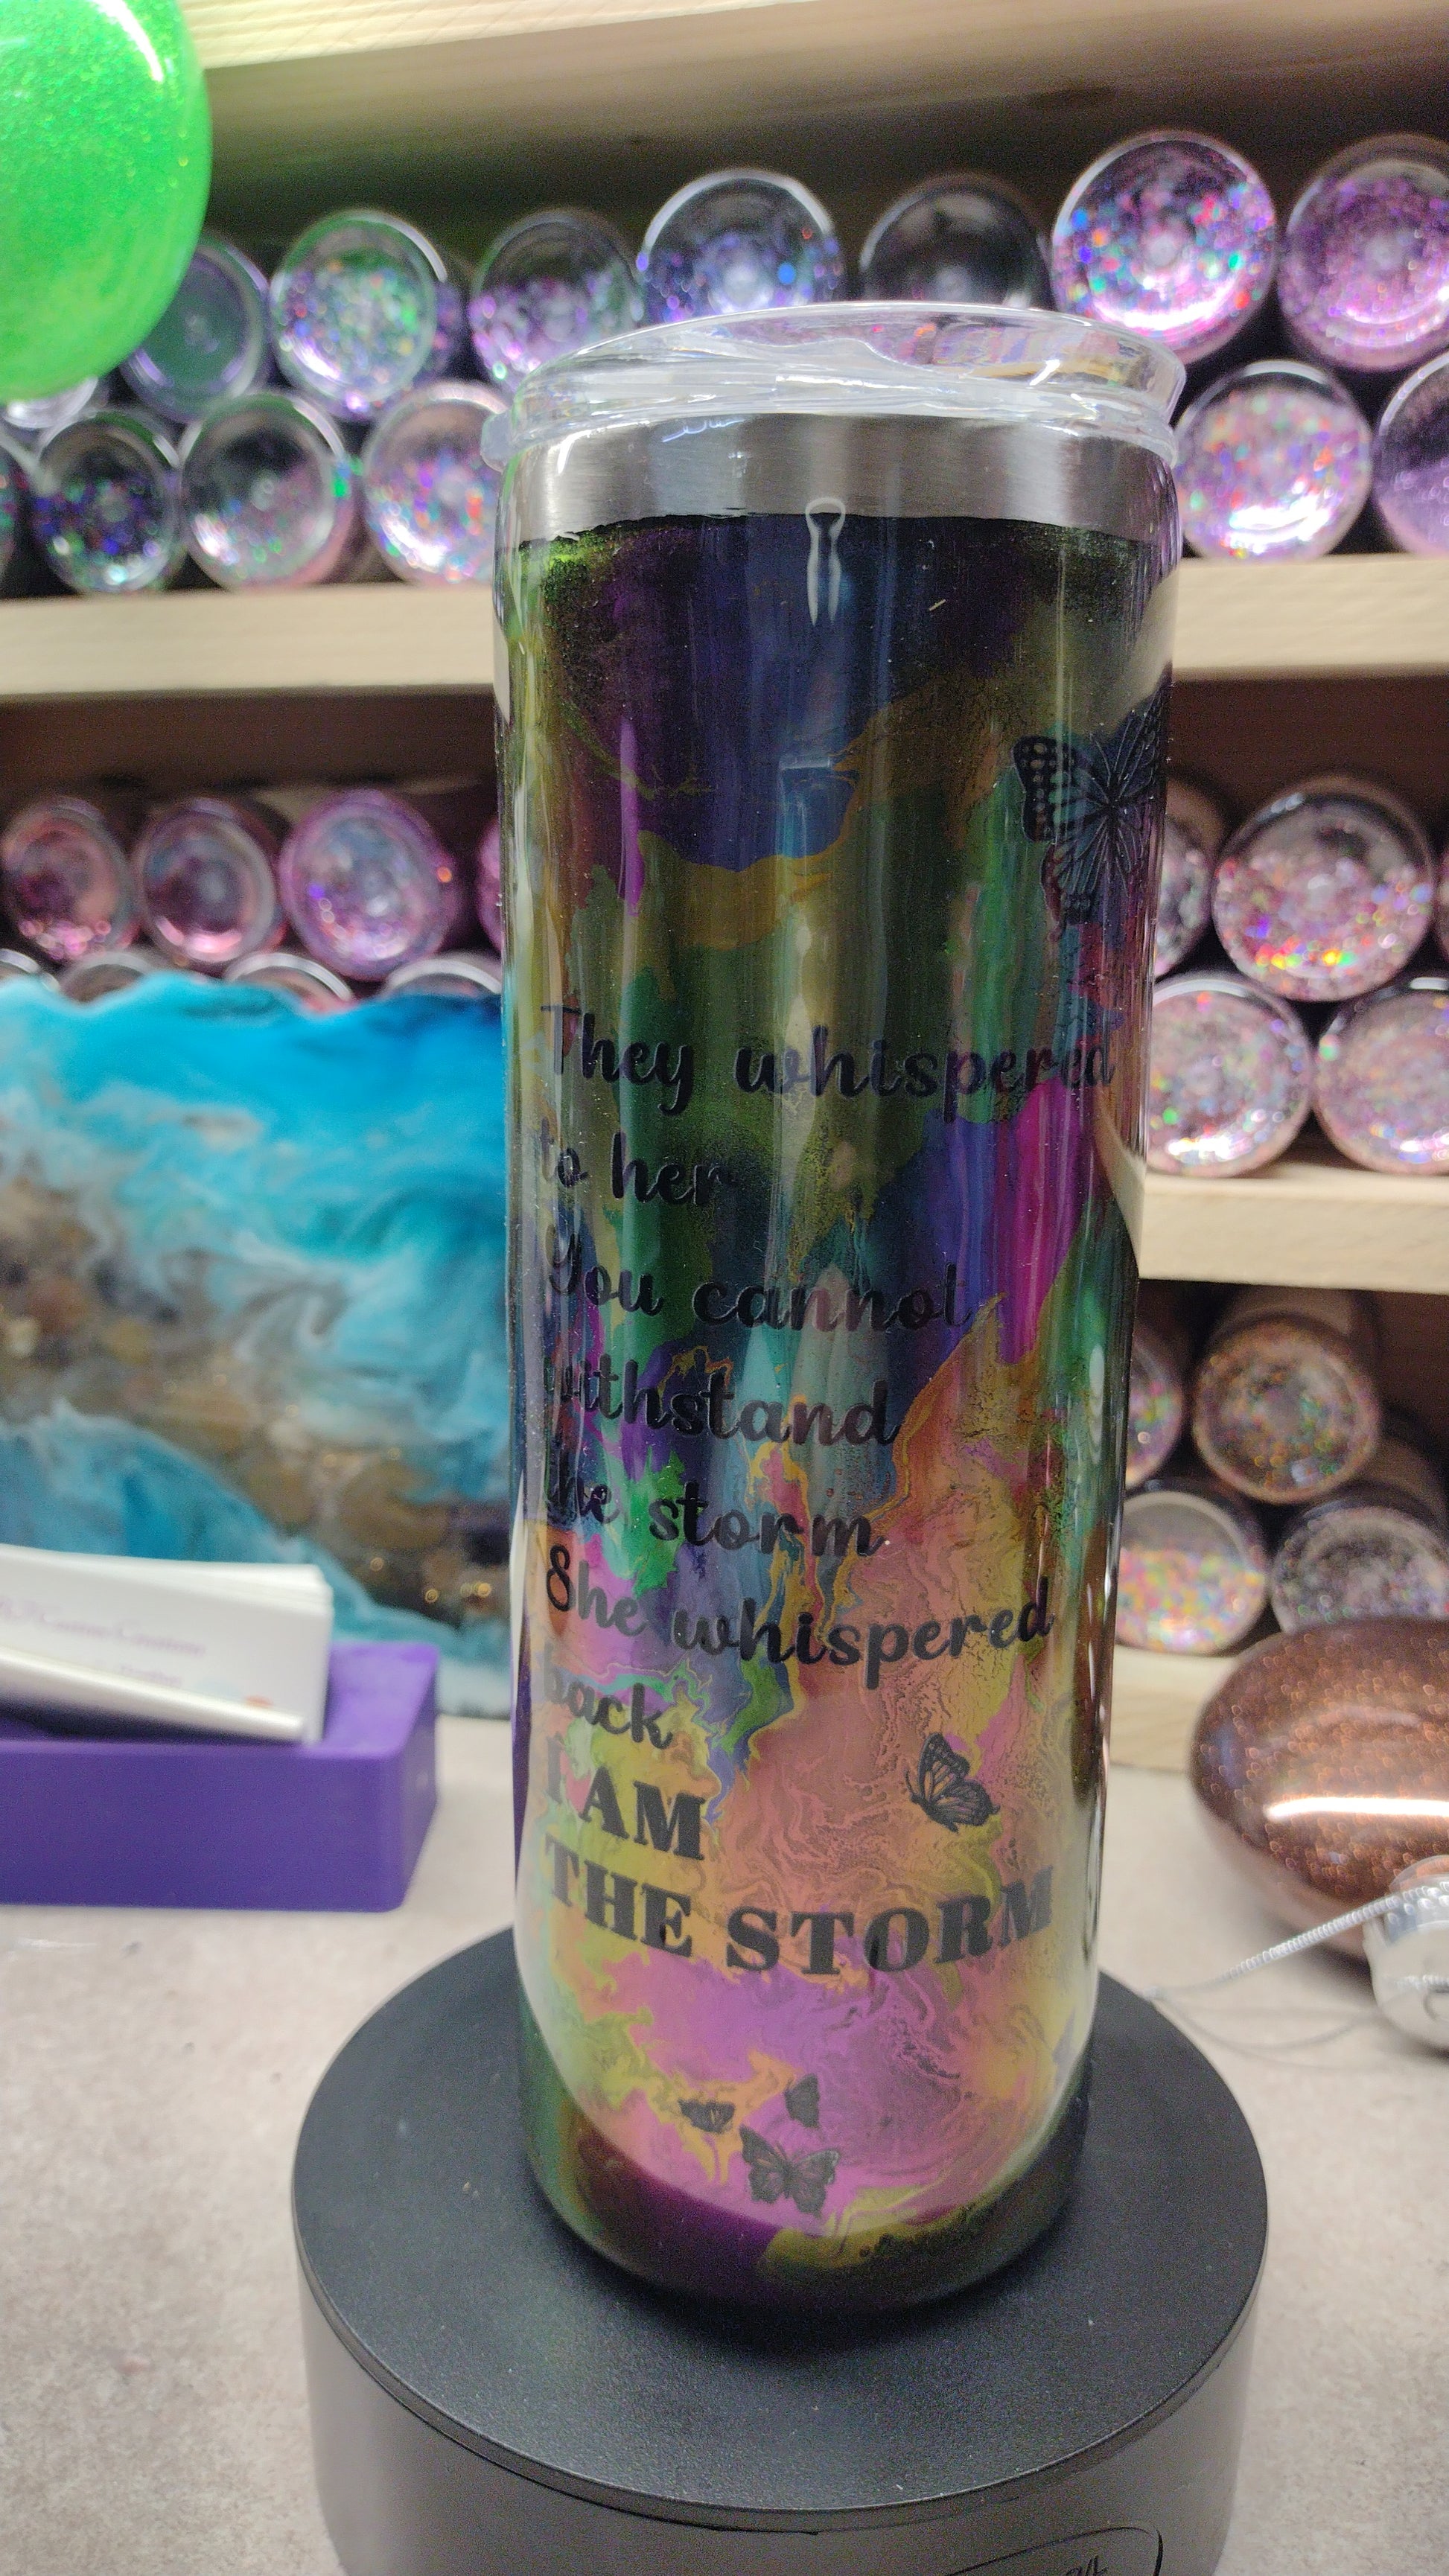 They whispered
to her
You cannot
withstand
the storm
She whispered
back
I AM
THE STORM